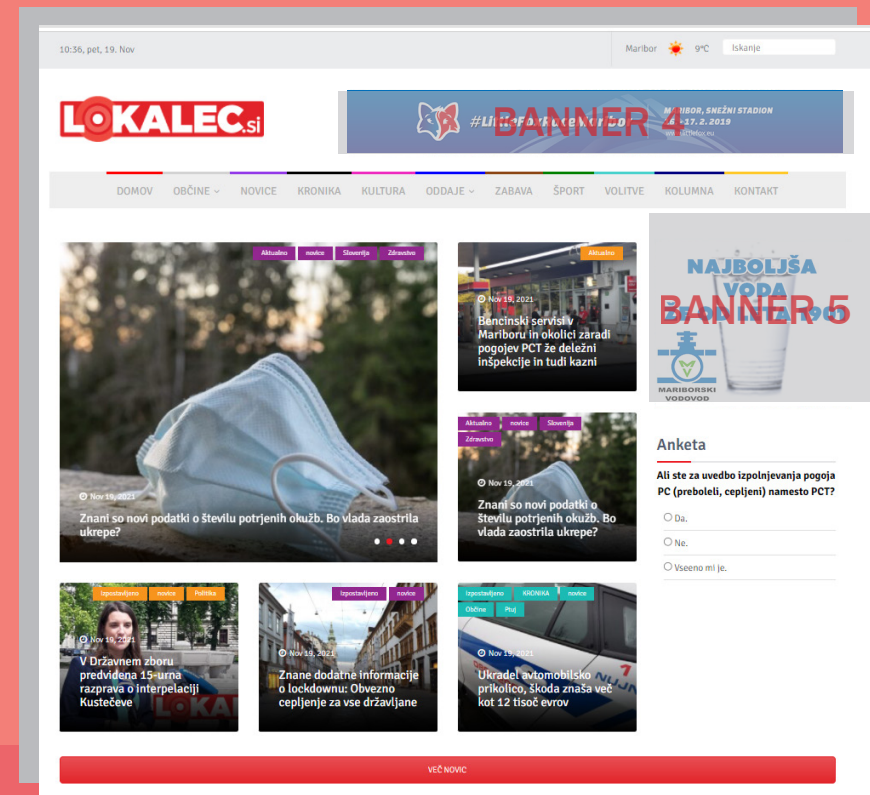 10:36, pet, 19. Nov
Maribor 9°C Iskanje
LOKALEC.si
BANNER 4
DOMOV OBČINE NOVICE KRONIKA KULTURA ODDAJE ZABAVA ŠPORT VOLITVE KOLUMNA KONTAKT
Aktualno novice Slovenija Zdravstvo
Nov 19, 2021
Znani so novi podatki o številu potrjenih okužb. Bo vlada zaostrila
ukrepe?
Aktualno
Nov 19, 2021
Bencinski servisi v
Mariboru in okolici zaradi
pogojev PCT že deležni
inšpekcije in tudi kazni
NAJBOLJŠA
VODA
ŽE OD LETA 1901
BANNER 5
MARIBORSKI
VODOVOD
Aktualno novice Slovenija
Zdravstvo
Nov 19, 2021
Znani so novi podatki o
številu potrjenih okužb. Bo
vlada zaostrila ukrepe?
Anketa
Ali ste za uvedbo izpolnjevanja pogoja
PC (preboleli, cepljeni) namesto PCT?
Da.
Ne.
Vseeno mi je.
Izpostavljeno novice Politika
Nov 19, 2021
V Državnem zboru
predvidena 15-urna
razprava o interpelaciji
Kustečeve
Izpostavljeno novice
Nov 19, 2021
Znane dodatne informacije
o lockdownu: Obvezno
cepljenje za vse državljane
Izpostavljeno KRONIKA novice
Občine Ptuj
Nov 19, 2021
Ukradel avtomobilsko
prikolico, škoda znaša več
kot 12 tisoč evrov
VEČ NOVIC